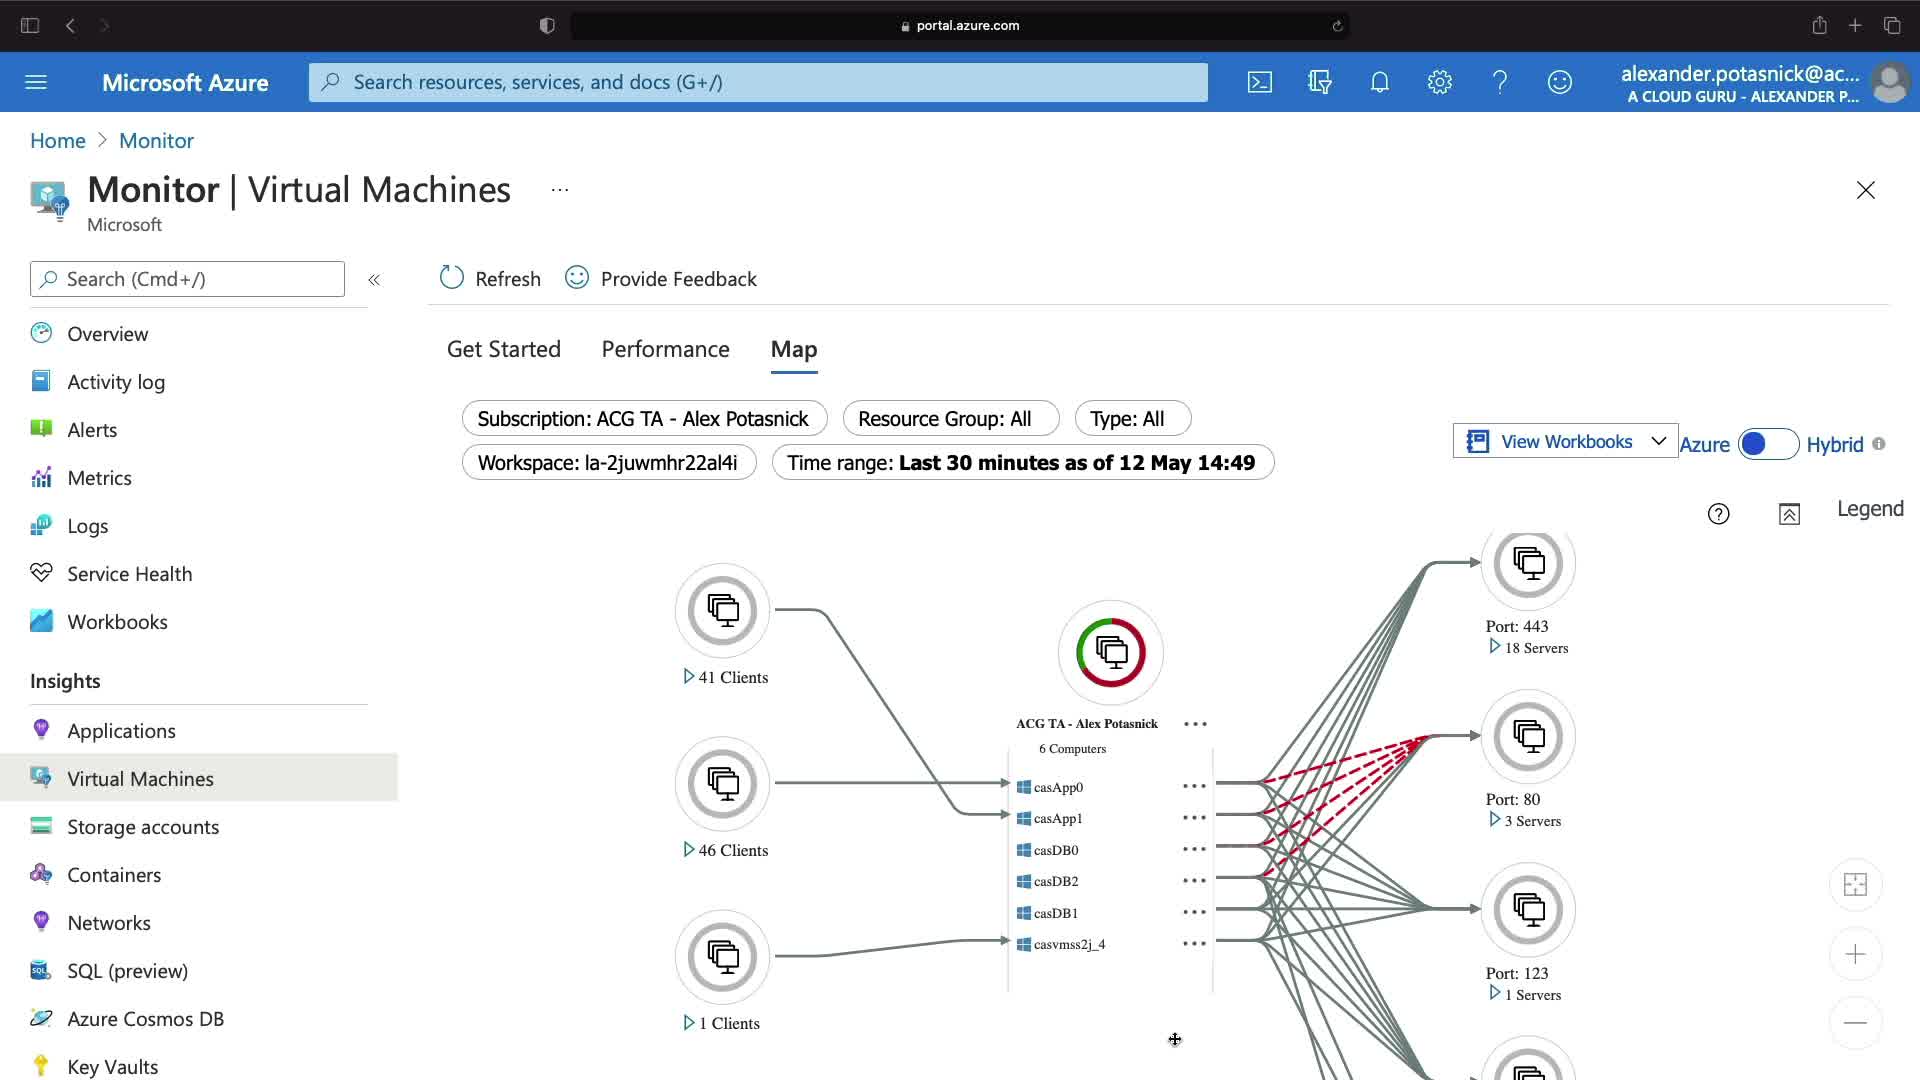 portal.azure.com
Microsoft Azure
Search resources, services, and docs (G+/)
alexander.potasnick@ac...
A CLOUD GURU - ALEXANDER P...
Home > Monitor
Monitor | Virtual Machines ...
Microsoft
Search (Cmd+/)
«
Refresh
Provide Feedback
Overview
Activity log
Alerts
Metrics
Logs
Service Health
Workbooks
Insights
Applications
Virtual Machines
Storage accounts
Containers
Networks
SQL (preview)
Azure Cosmos DB
Key Vaults
Get Started
Performance
Map
Subscription: ACG TA - Alex Potasnick
Resource Group: All
Type: All
Workspace: la-2juwmhr22al4i
Time range: Last 30 minutes as of 12 May 14:49
View Workbooks
Azure
Hybrid
Legend
41 Clients
46 Clients
1 Clients
ACG TA - Alex Potasnick
6 Computers
casApp0
casApp1
casDB0
casDB2
casDB1
casvmss2j_4
Port: 443
18 Servers
Port: 80
3 Servers
Port: 123
1 Servers